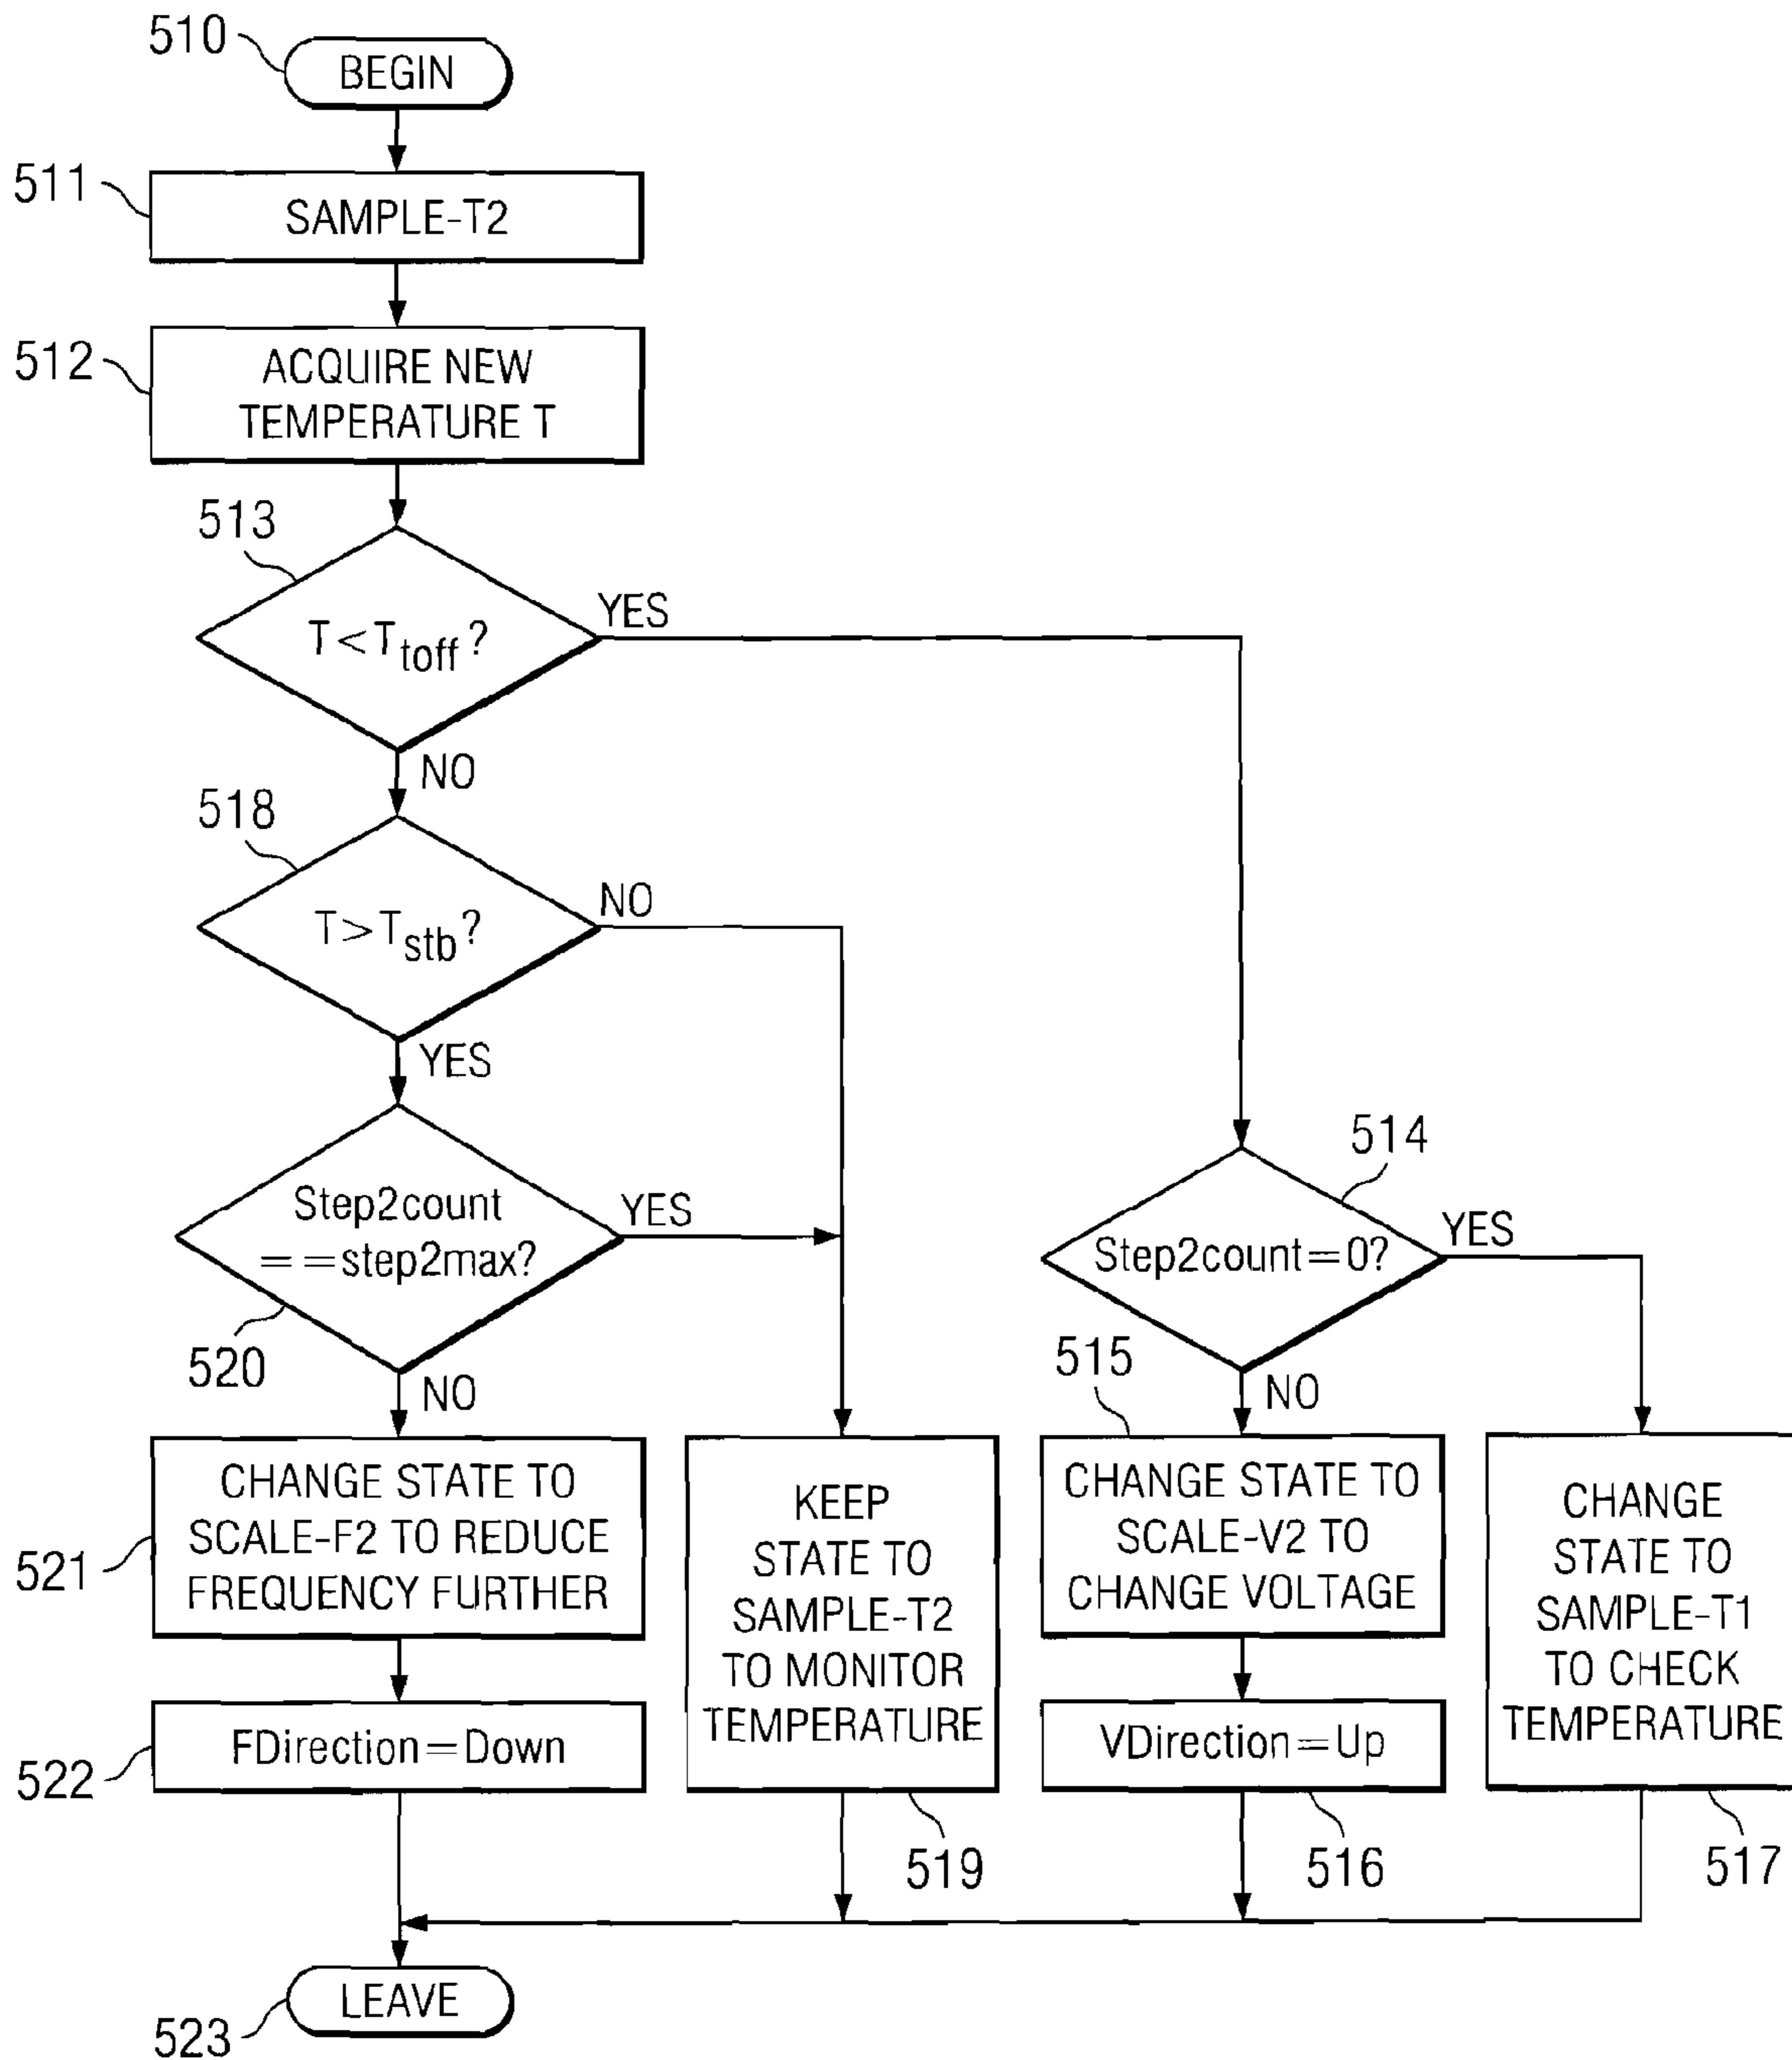 510
BEGIN
511
SAMPLE-T2
512
ACQUIRE NEW
TEMPERATURE T
513
T<Ttoff?
YES
NO
518
T>Tstb?
NO
YES
Step2count
==step2max?
YES
520
NO
514
Step2count=0?
YES
515
NO
CHANGE STATE TO
SCALE-F2 TO REDUCE
FREQUENCY FURTHER
521
FDirection=Down
522
KEEP
STATE TO
SAMPLE-T2
TO MONITOR
TEMPERATURE
519
CHANGE STATE TO
SCALE-V2 TO
CHANGE VOLTAGE
VDirection=Up
516
CHANGE
STATE TO
SAMPLE-T1
TO CHECK
TEMPERATURE
517
LEAVE
523